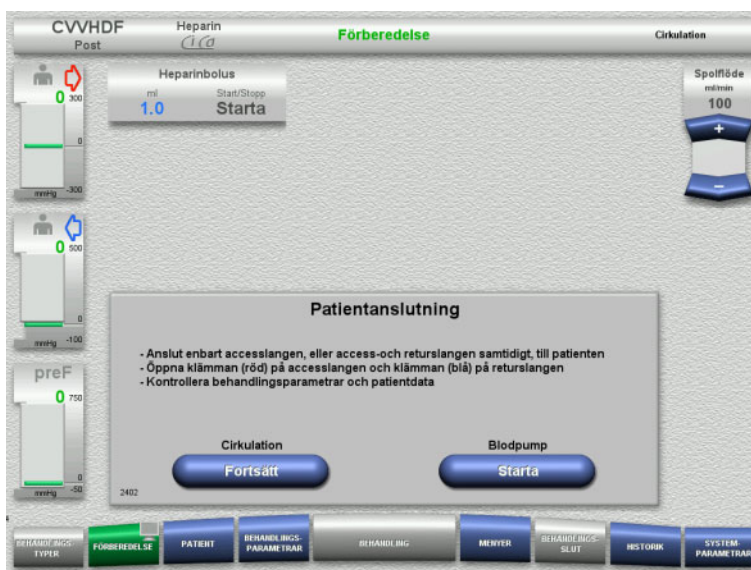 CVVHDF
Post
Heparin
CiCa
Förberedelse
Cirkulation
0
300
0
-300
mmHg
Heparinbolus
ml
Start/Stopp
1.0
Starta
Spolflöde
ml/min
100
+
−
0
500
0
-100
mmHg
preF
0
750
0
-50
mmHg
Patientanslutning
- Anslut enbart accesslangen, eller access-och returslangen samtidigt, till patienten
- Öppna klämman (röd) på accesslangen och klämman (blå) på returslangen
- Kontrollera behandlingsparametrar och patientdata
Cirkulation
Blodpump
Fortsätt
Starta
2402
BEHANDLINGS-
TYPER
FÖRBEREDELSE
PATIENT
BEHANDLINGS-
PARAMETRAR
BEHANDLING
MENYER
BEHANDLINGS-
SLUT
HISTORIK
SYSTEM-
PARAMETRAR